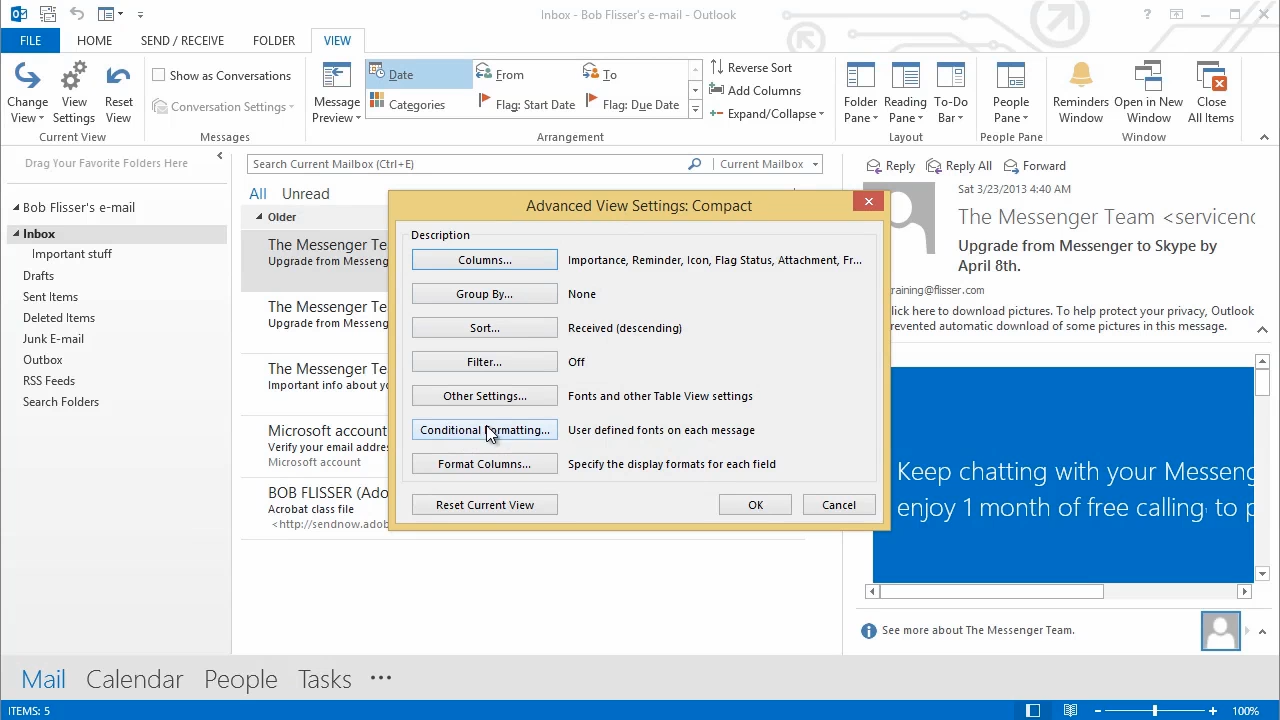 Inbox - Bob Flisser's e-mail - Outlook
FILE HOME SEND / RECEIVE FOLDER VIEW
Change View
View Settings
Reset View
Current View
Show as Conversations
Conversation Settings
Messages
Message Preview
Date
From
To
Categories
Flag: Start Date
Flag: Due Date
Reverse Sort
Add Columns
Expand/Collapse
Arrangement
Folder Pane
Reading Pane
To-Do Bar
Layout
People Pane
People Pane
Reminders Window
Open in New Window
Close All Items
Window
Drag Your Favorite Folders Here
Bob Flisser's e-mail
Inbox
Important stuff
Drafts
Sent Items
Deleted Items
Junk E-mail
Outbox
RSS Feeds
Search Folders
Search Current Mailbox (Ctrl+E)
Current Mailbox
All Unread
Older
The Messenger Te
Upgrade from Messeng
The Messenger Te
Upgrade from Messeng
The Messenger Te
Important info about yo
Microsoft account
Verify your email addres
Microsoft account
BOB FLISSER (Ado
Acrobat class file
<http://sendnow.adob
Advanced View Settings: Compact
Description
Columns... Importance, Reminder, Icon, Flag Status, Attachment, Fr...
Group By... None
Sort... Received (descending)
Filter... Off
Other Settings... Fonts and other Table View settings
Conditional Formatting... User defined fonts on each message
Format Columns... Specify the display formats for each field
Reset Current View OK Cancel
Reply Reply All Forward
Sat 3/23/2013 4:40 AM
The Messenger Team <servicenc
Upgrade from Messenger to Skype by
April 8th.
training@flisser.com
lick here to download pictures. To help protect your privacy, Outlook
revented automatic download of some pictures in this message.
Keep chatting with your Messeng
enjoy 1 month of free calling, to p
See more about The Messenger Team.
Mail Calendar People Tasks •••
ITEMS: 5
100%